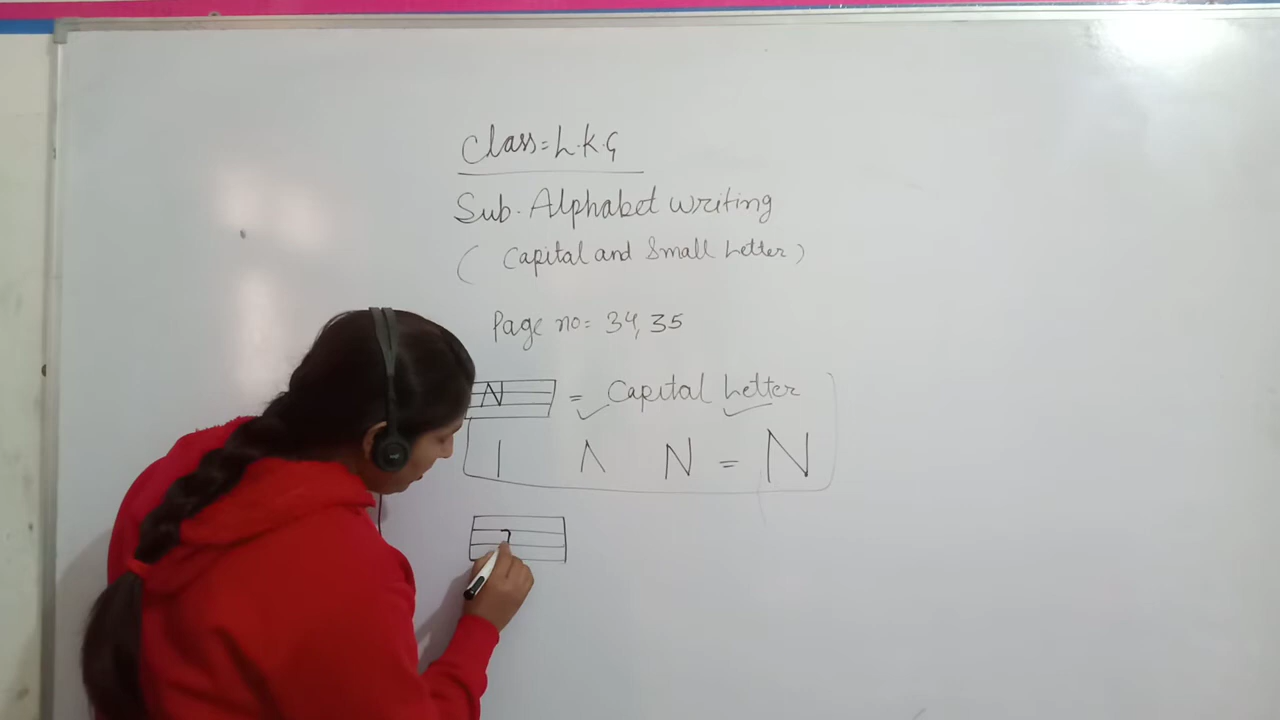 Class = L.K.G
Sub. Alphabet writing
( Capital and Small Letter )
Page no = 34, 35
N = Capital Letter
I Λ N = N